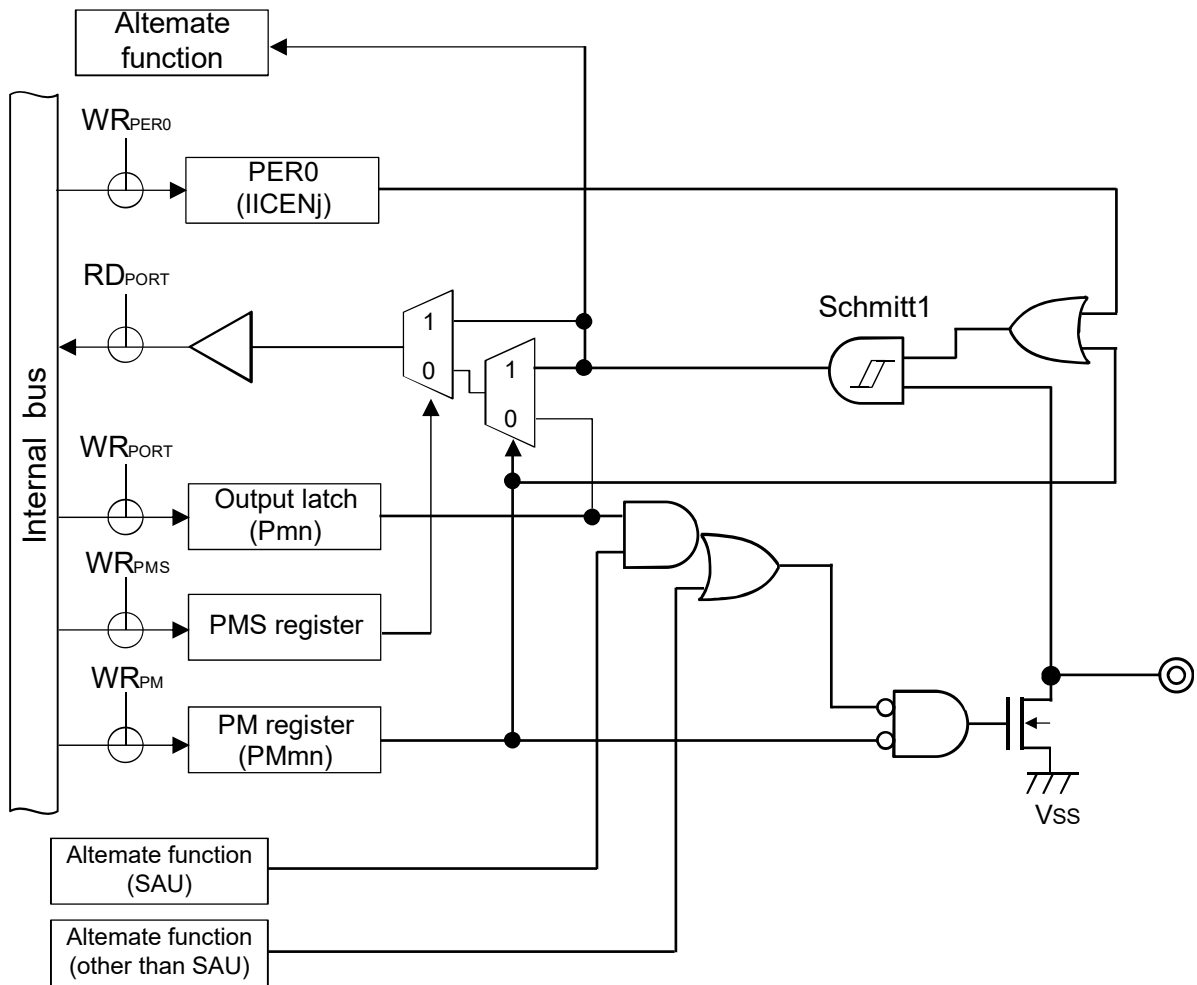 Altemate
function
WRPER0
PER0
(IICENj)
RDPORT
Schmitt1
1
0
1
0
Internal bus
WRPORT
Output latch
(Pmn)
WRPMS
PMS register
WRPM
PM register
(PMmn)
VSS
Altemate function
(SAU)
Altemate function
(other than SAU)